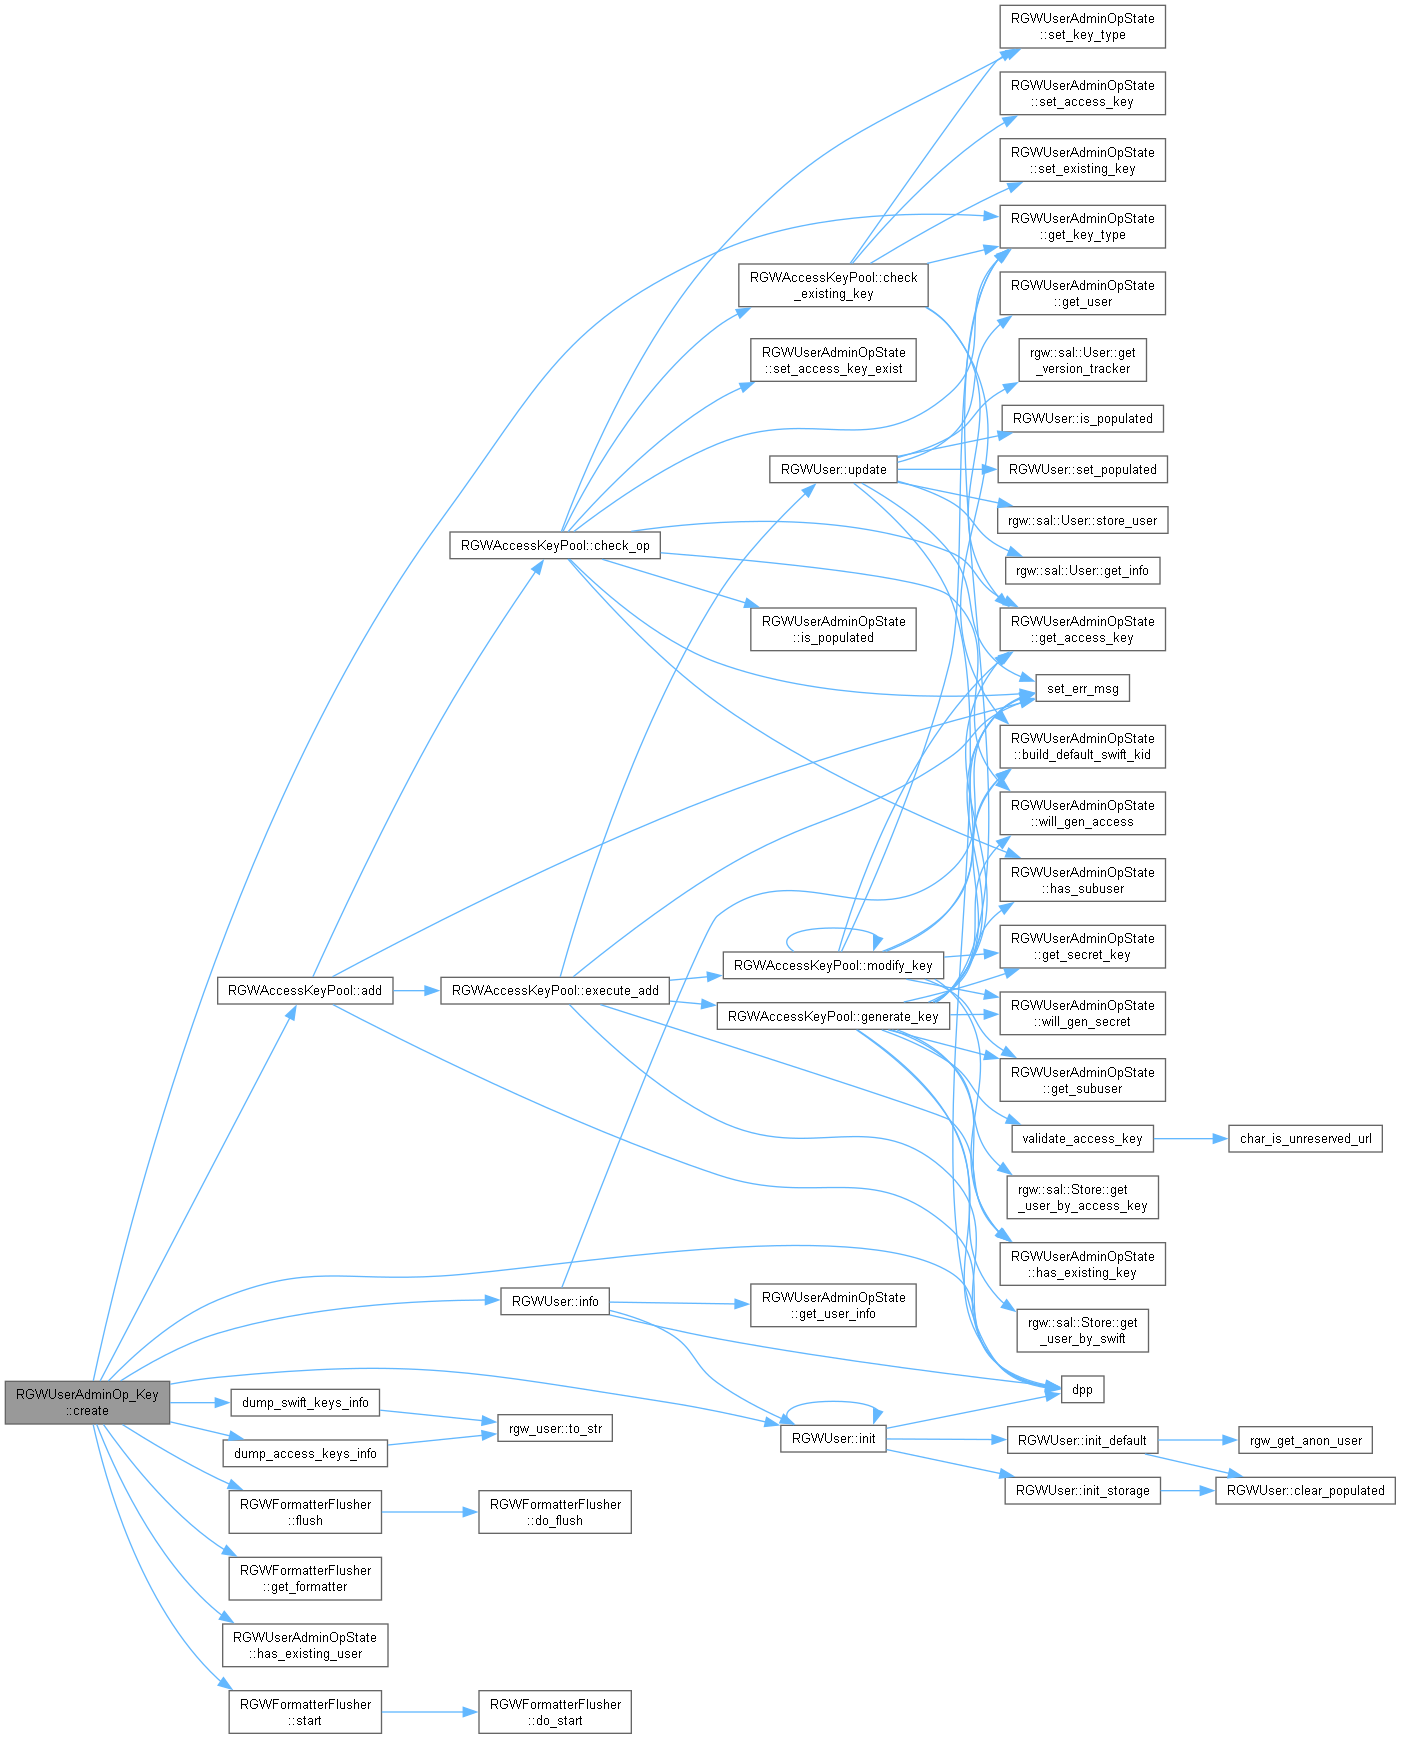 RGWUserAdminOpState
::set_key_type
RGWUserAdminOpState
::set_access_key
RGWUserAdminOpState
::set_existing_key
RGWUserAdminOpState
::get_key_type
RGWAccessKeyPool::check
_existing_key
RGWUserAdminOpState
::get_user
RGWUserAdminOpState
::set_access_key_exist
rgw::sal::User::get
_version_tracker
RGWUser::is_populated
RGWUser::update
RGWUser::set_populated
rgw::sal::User::store_user
RGWAccessKeyPool::check_op
rgw::sal::User::get_info
RGWUserAdminOpState
::is_populated
RGWUserAdminOpState
::get_access_key
set_err_msg
RGWUserAdminOpState
::build_default_swift_kid
RGWUserAdminOpState
::will_gen_access
RGWUserAdminOpState
::has_subuser
RGWUserAdminOpState
::get_secret_key
RGWAccessKeyPool::modify_key
RGWAccessKeyPool::add
RGWAccessKeyPool::execute_add
RGWAccessKeyPool::generate_key
RGWUserAdminOpState
::will_gen_secret
RGWUserAdminOpState
::get_subuser
validate_access_key
char_is_unreserved_url
rgw::sal::Store::get
_user_by_access_key
RGWUserAdminOpState
::has_existing_key
RGWUser::info
RGWUserAdminOpState
::get_user_info
rgw::sal::Store::get
_user_by_swift
dpp
RGWUserAdminOp_Key
::create
dump_swift_keys_info
rgw_user::to_str
dump_access_keys_info
RGWUser::init
RGWUser::init_default
rgw_get_anon_user
RGWUser::init_storage
RGWUser::clear_populated
RGWFormatterFlusher
::flush
RGWFormatterFlusher
::do_flush
RGWFormatterFlusher
::get_formatter
RGWUserAdminOpState
::has_existing_user
RGWFormatterFlusher
::start
RGWFormatterFlusher
::do_start